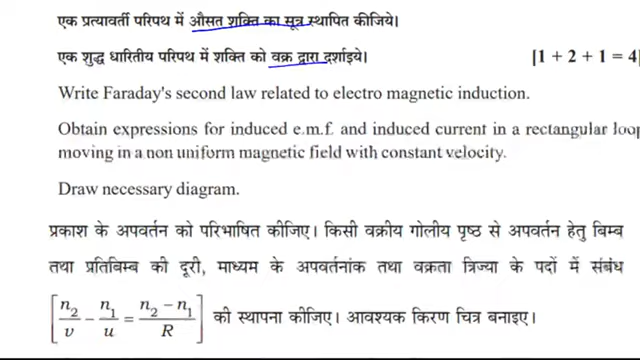 एक प्रत्यावर्ती परिपथ में औसत शक्ति का सूत्र स्थापित कीजिये।
एक शुद्ध धारितीय परिपथ में शक्ति को वक्र द्वारा दर्शाइये। [1 + 2 + 1 = 4]
Write Faraday's second law related to electro magnetic induction.
Obtain expressions for induced e.m.f. and induced current in a rectangular loop
moving in a non uniform magnetic field with constant velocity.
Draw necessary diagram.
प्रकाश के अपवर्तन को परिभाषित कीजिए। किसी वक्रीय गोलीय पृष्ठ से अपवर्तन हेतु बिम्ब
तथा प्रतिबिम्ब की दूरी, माध्यम के अपवर्तनांक तथा वक्रता त्रिज्या के पदों में संबंध
[n₂/v − n₁/u = (n₂ − n₁)/R] की स्थापना कीजिए। आवश्यक किरण चित्र बनाइए।